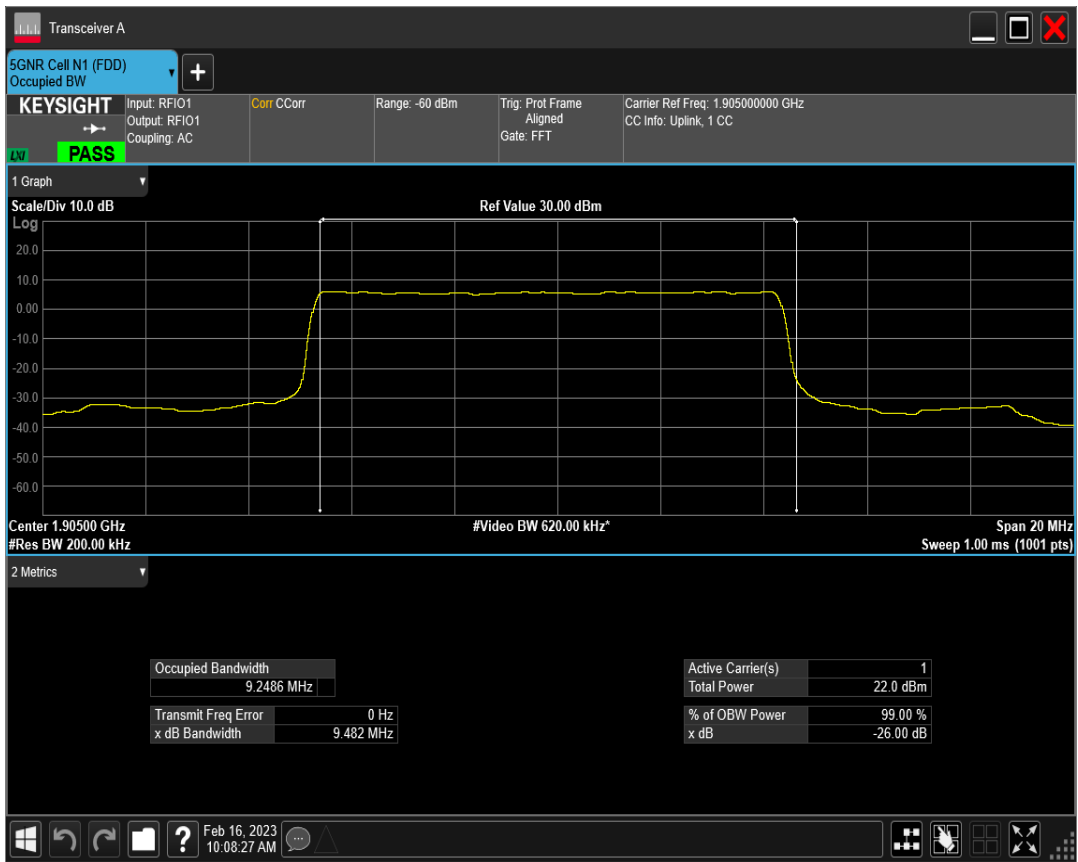 Transceiver A
5GNR Cell N1 (FDD)
Occupied BW
+
KEYSIGHT
LXI
PASS
Input: RFIO1
Output: RFIO1
Coupling: AC
Corr CCorr
Range: -60 dBm
Trig: Prot Frame
Aligned
Gate: FFT
Carrier Ref Freq: 1.905000000 GHz
CC Info: Uplink, 1 CC
1 Graph
Scale/Div 10.0 dB
Ref Value 30.00 dBm
Log
20.0
10.0
0.00
-10.0
-20.0
-30.0
-40.0
-50.0
-60.0
Center 1.90500 GHz
#Video BW 620.00 kHz*
Span 20 MHz
#Res BW 200.00 kHz
Sweep 1.00 ms (1001 pts)
2 Metrics
Occupied Bandwidth
9.2486 MHz
Transmit Freq Error 0 Hz
x dB Bandwidth 9.482 MHz
Active Carrier(s) 1
Total Power 22.0 dBm
% of OBW Power 99.00 %
x dB -26.00 dB
?
Feb 16, 2023
10:08:27 AM